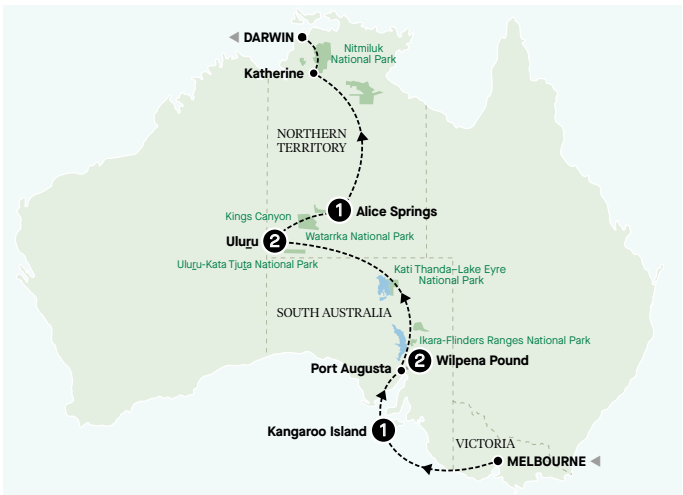 DARWIN
Nitmiluk
National Park
Katherine
NORTHERN
TERRITORY
1 Alice Springs
Kings Canyon
Watarrka National Park
Uluṟu 2
Uluṟu-Kata Tjuṯa National Park
Kati Thanda–Lake Eyre
National Park
SOUTH AUSTRALIA
Ikara-Flinders Ranges National Park
2 Wilpena Pound
Port Augusta
Kangaroo Island 1
VICTORIA
MELBOURNE